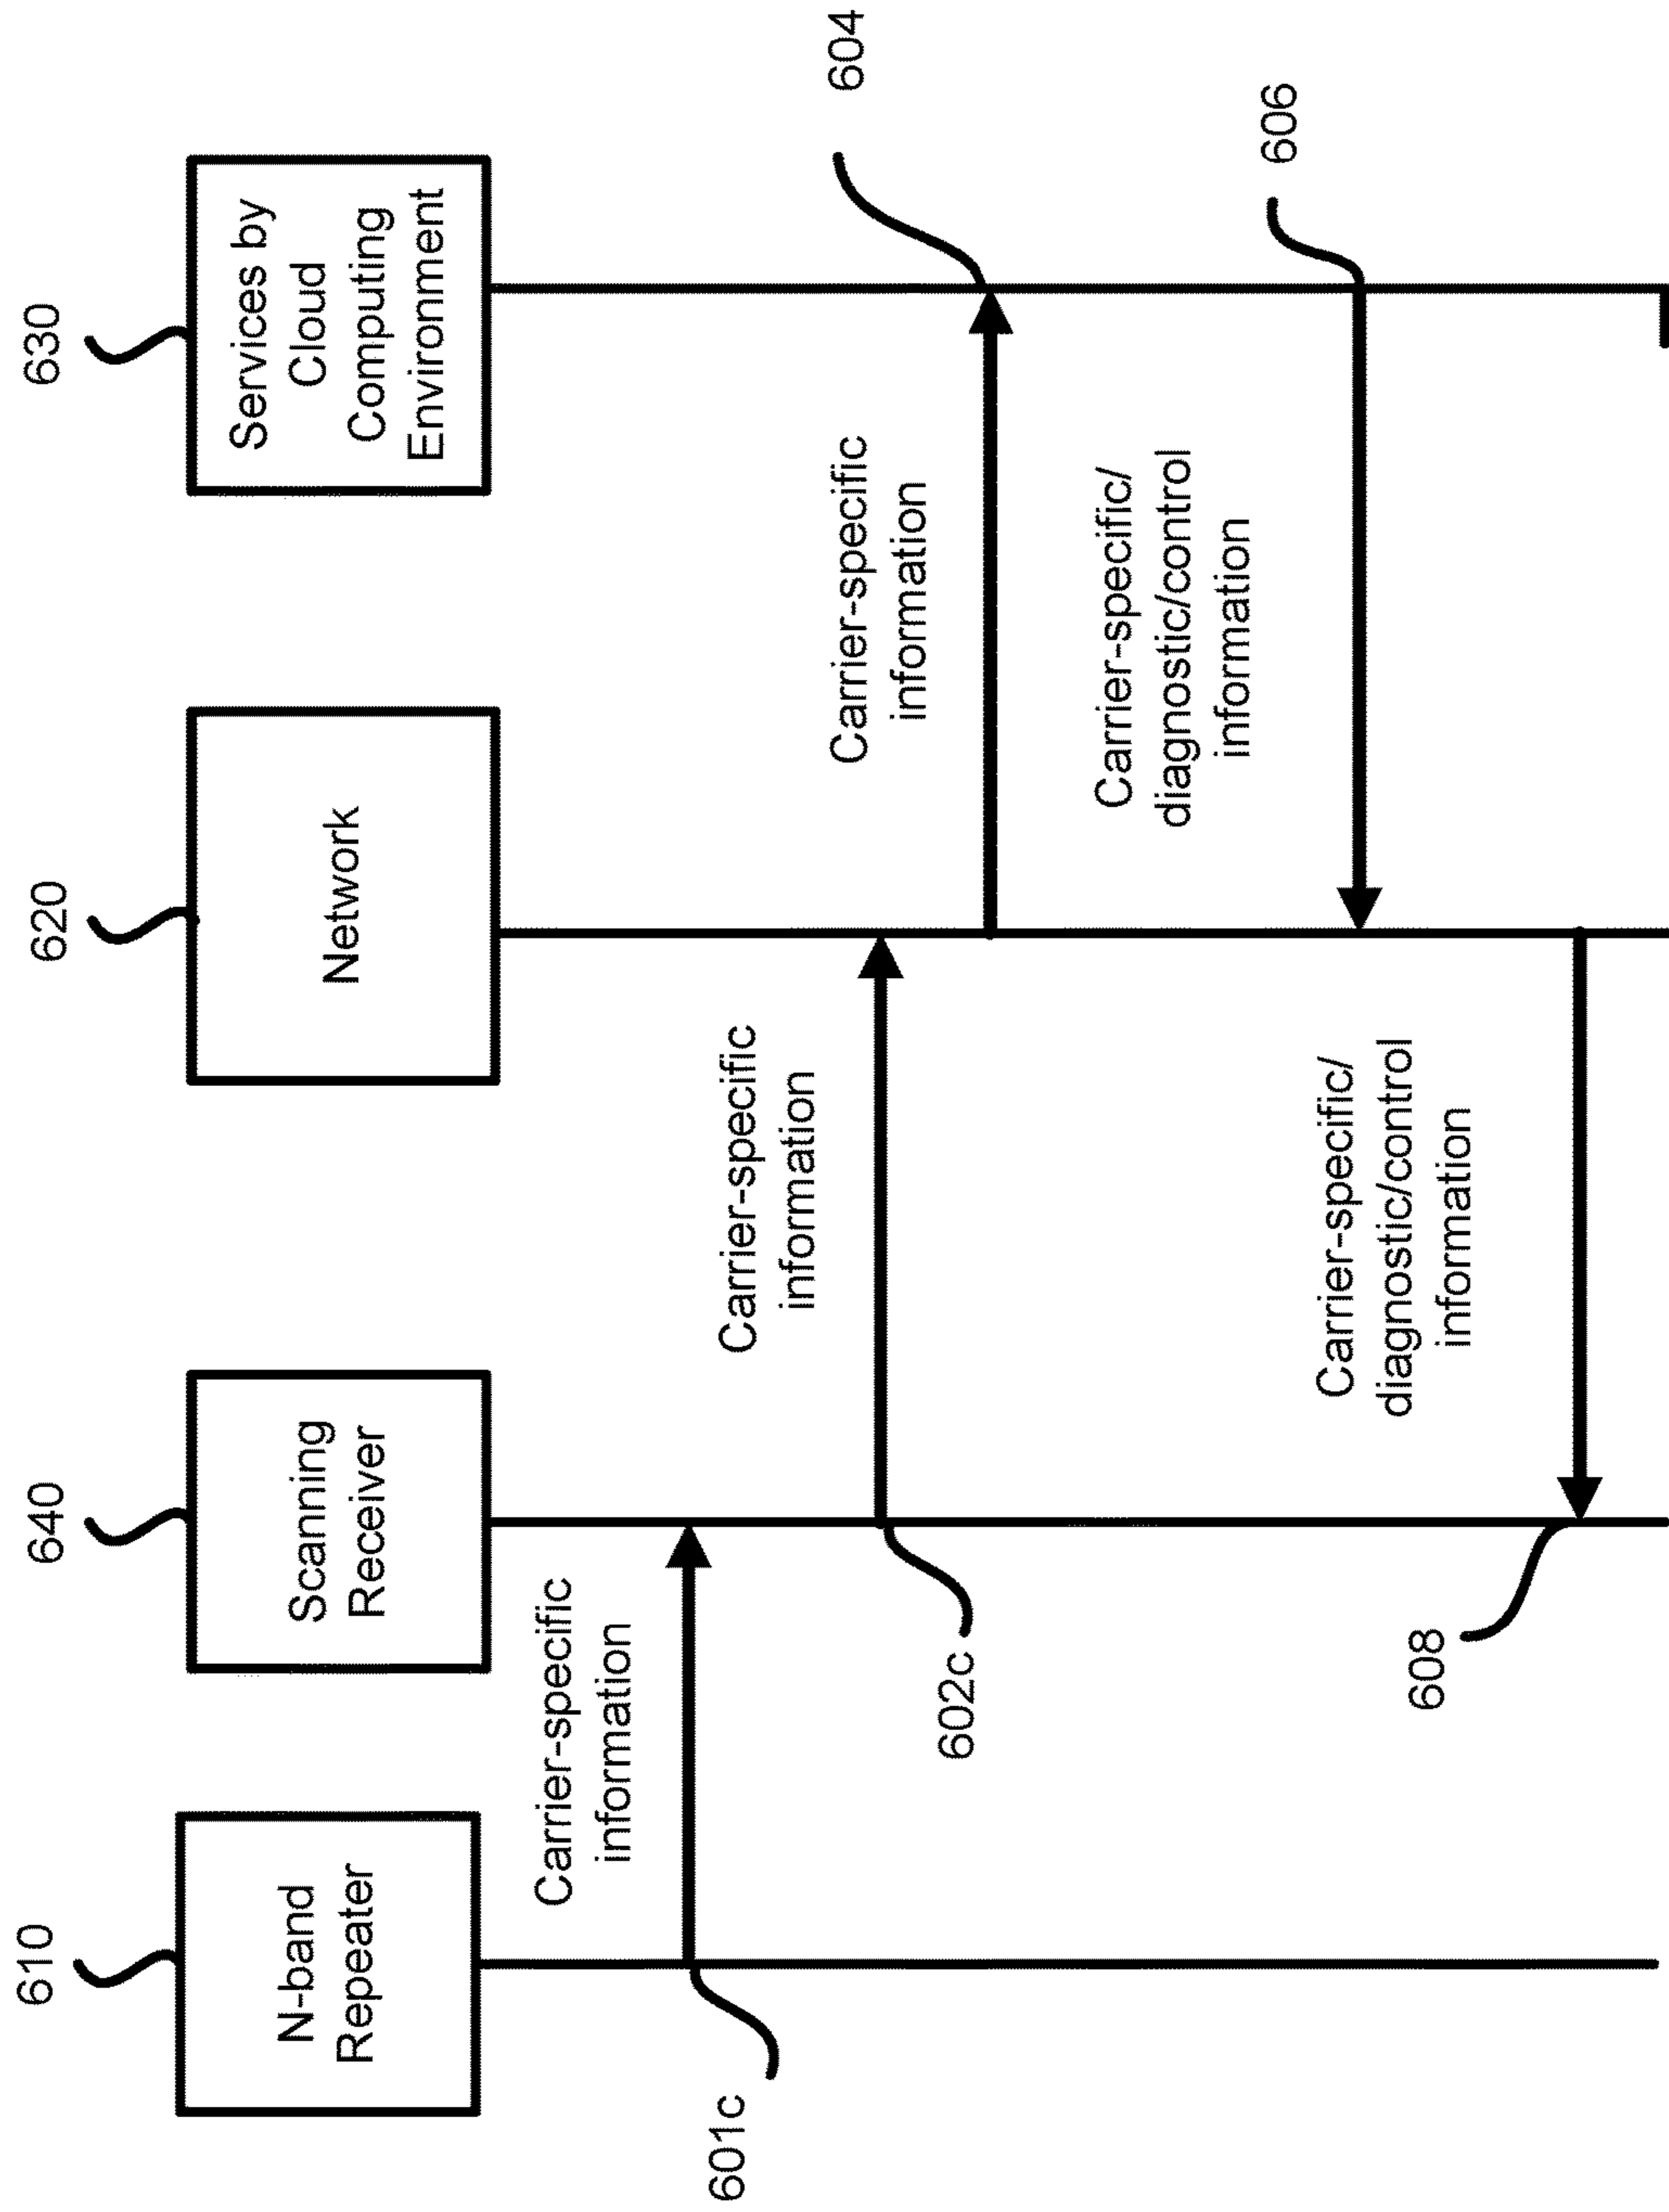 610
640
620
630
N-band
Repeater
Scanning
Receiver
Network
Services by
Cloud
Computing
Environment
Carrier-specific
information
601c
Carrier-specific
information
602c
Carrier-specific
information
604
Carrier-specific/
diagnostic/control
information
606
Carrier-specific/
diagnostic/control
information
608